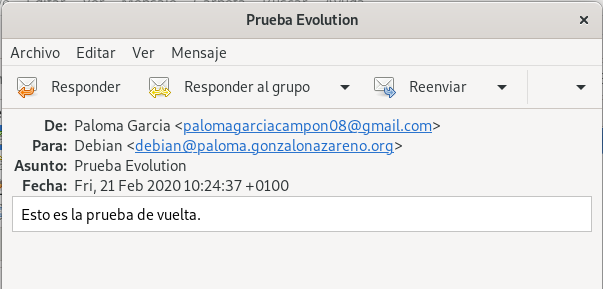 Prueba Evolution
Archivo Editar Ver Mensaje
Responder Responder al grupo Reenviar
De: Paloma Garcia <palomagarciacampon08@gmail.com>
Para: Debian <debian@paloma.gonzalonazareno.org>
Asunto: Prueba Evolution
Fecha: Fri, 21 Feb 2020 10:24:37 +0100
Esto es la prueba de vuelta.